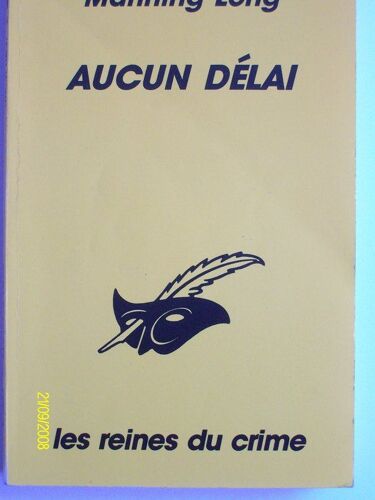 Manning Long
AUCUN DÉLAI
les reines du crime
21/09/2008